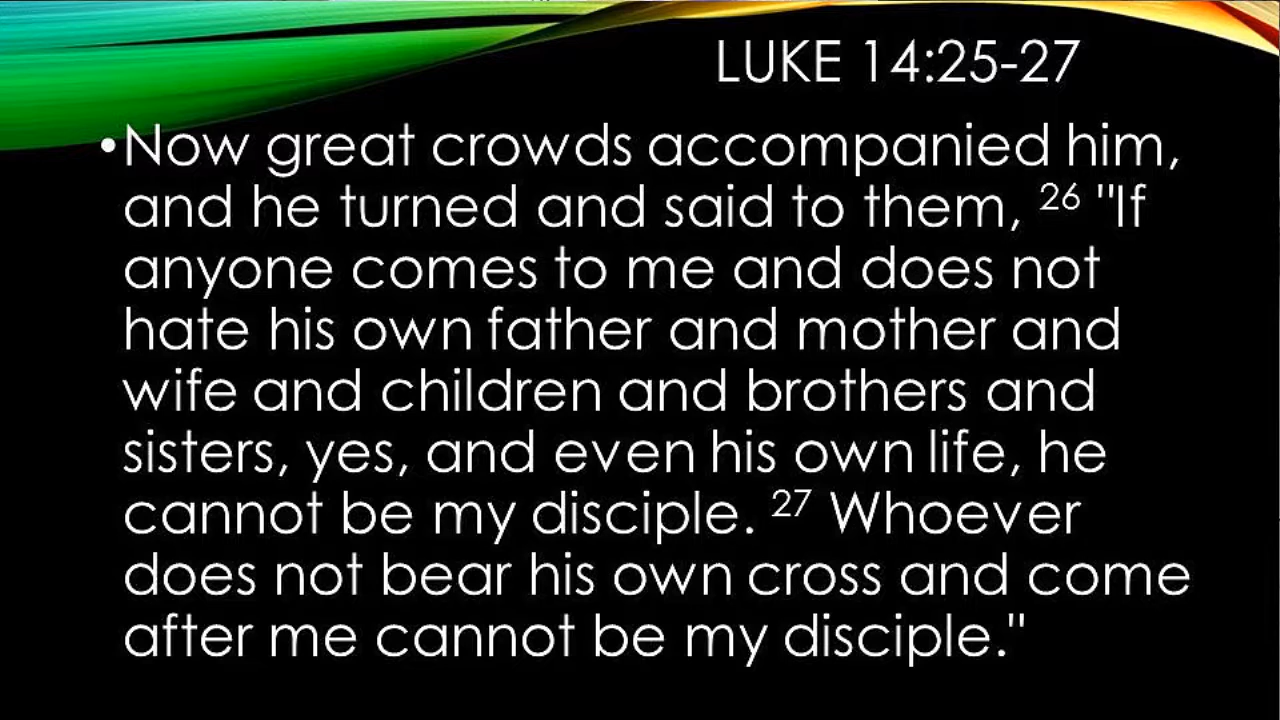 LUKE 14:25-27
•Now great crowds accompanied him,
and he turned and said to them, 26 "If
anyone comes to me and does not
hate his own father and mother and
wife and children and brothers and
sisters, yes, and even his own life, he
cannot be my disciple. 27 Whoever
does not bear his own cross and come
after me cannot be my disciple."